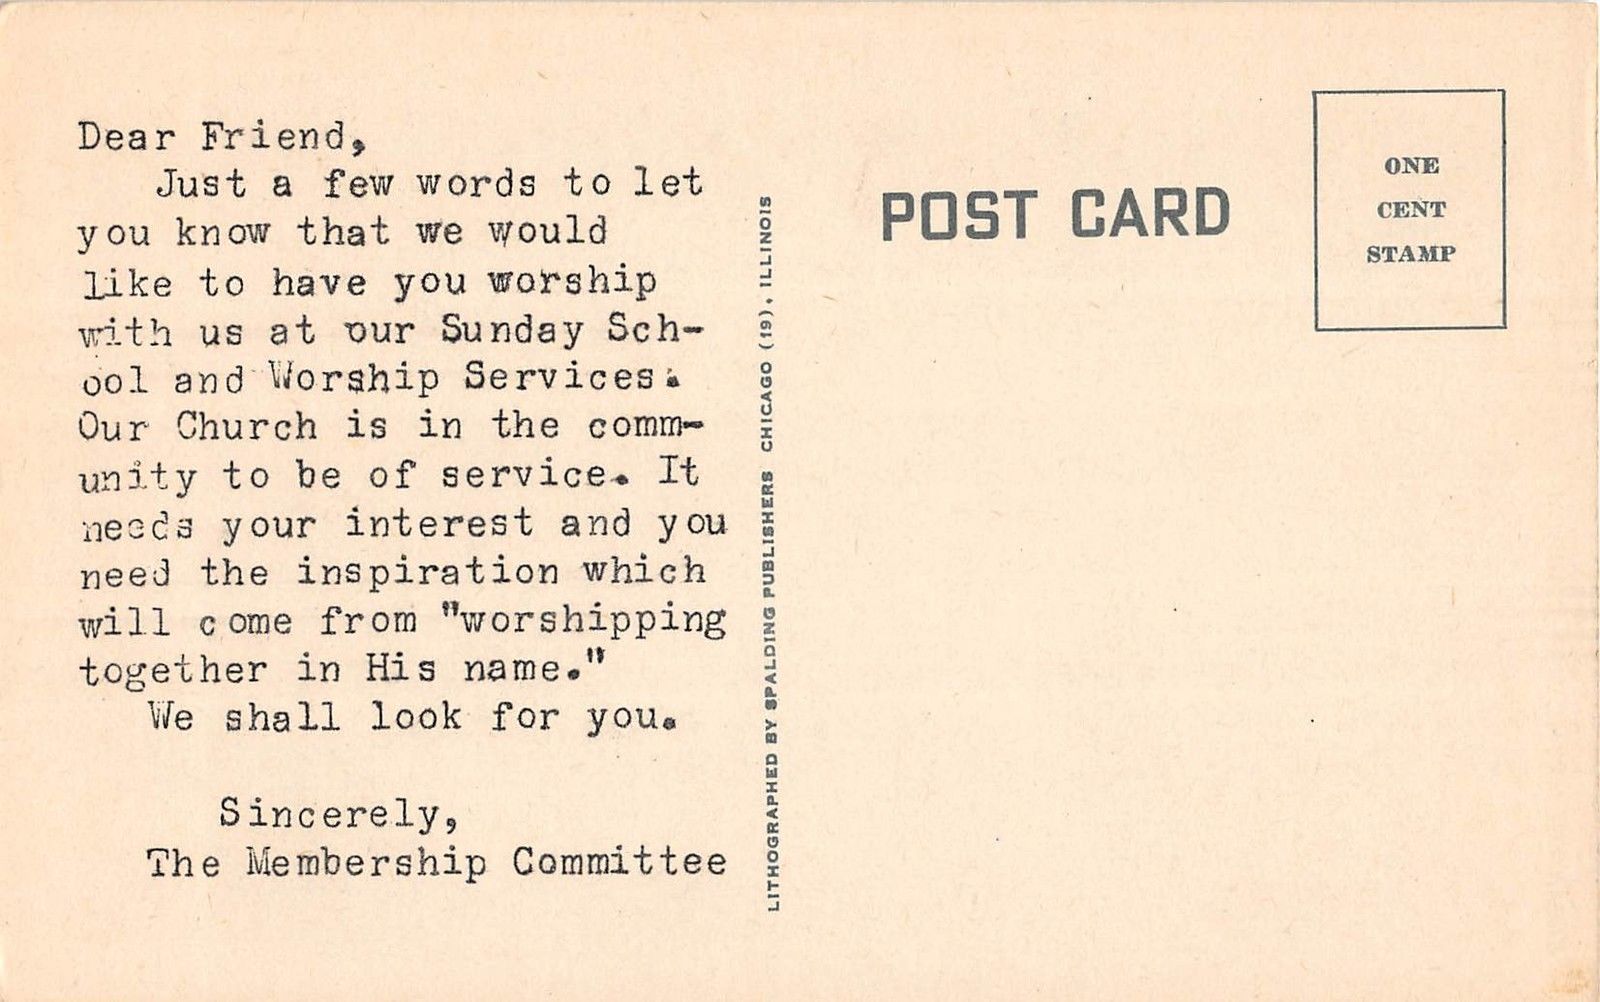 Dear Friend,
Just a few words to let
you know that we would
like to have you worship
with us at our Sunday Sch-
ool and Worship Services.
Our Church is in the comm-
unity to be of service. It
needs your interest and you
need the inspiration which
will come from "worshipping
together in His name."
We shall look for you.
Sincerely,
The Membership Committee
LITHOGRAPHED BY SPALDING PUBLISHERS CHICAGO (19), ILLINOIS
POST CARD
ONE
CENT
STAMP